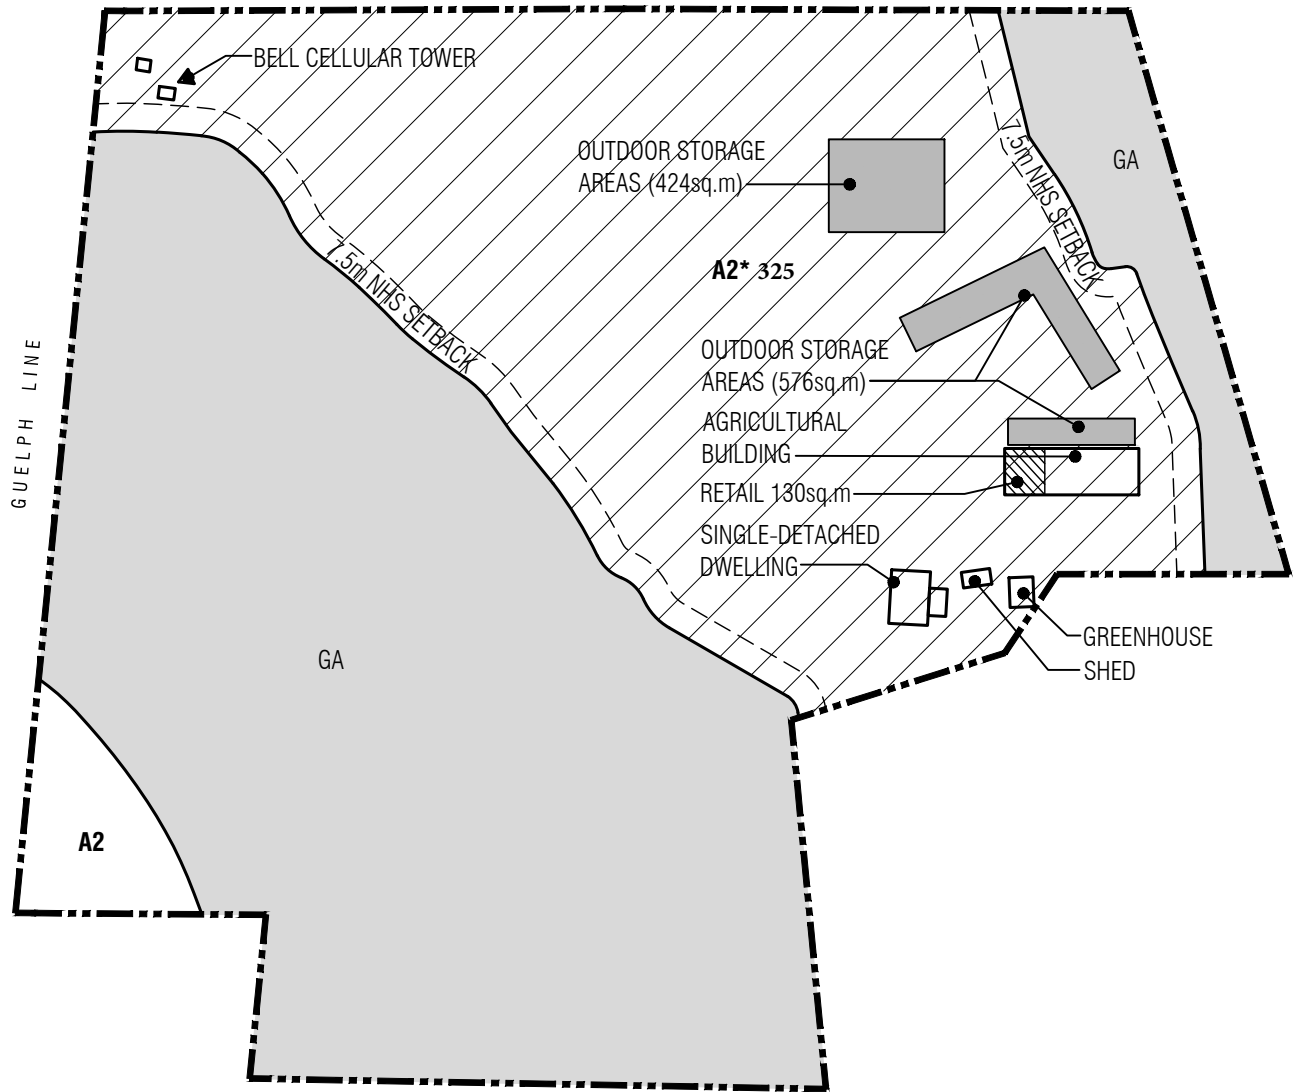 BELL CELLULAR TOWER
OUTDOOR STORAGE
AREAS (424sq.m)
7.5m NHS SETBACK
GA
A2* 325
7.5m NHS SETBACK
GUELPH LINE
OUTDOOR STORAGE
AREAS (576sq.m)
AGRICULTURAL
BUILDING
RETAIL 130sq.m
SINGLE-DETACHED
DWELLING
GREENHOUSE
SHED
GA
A2